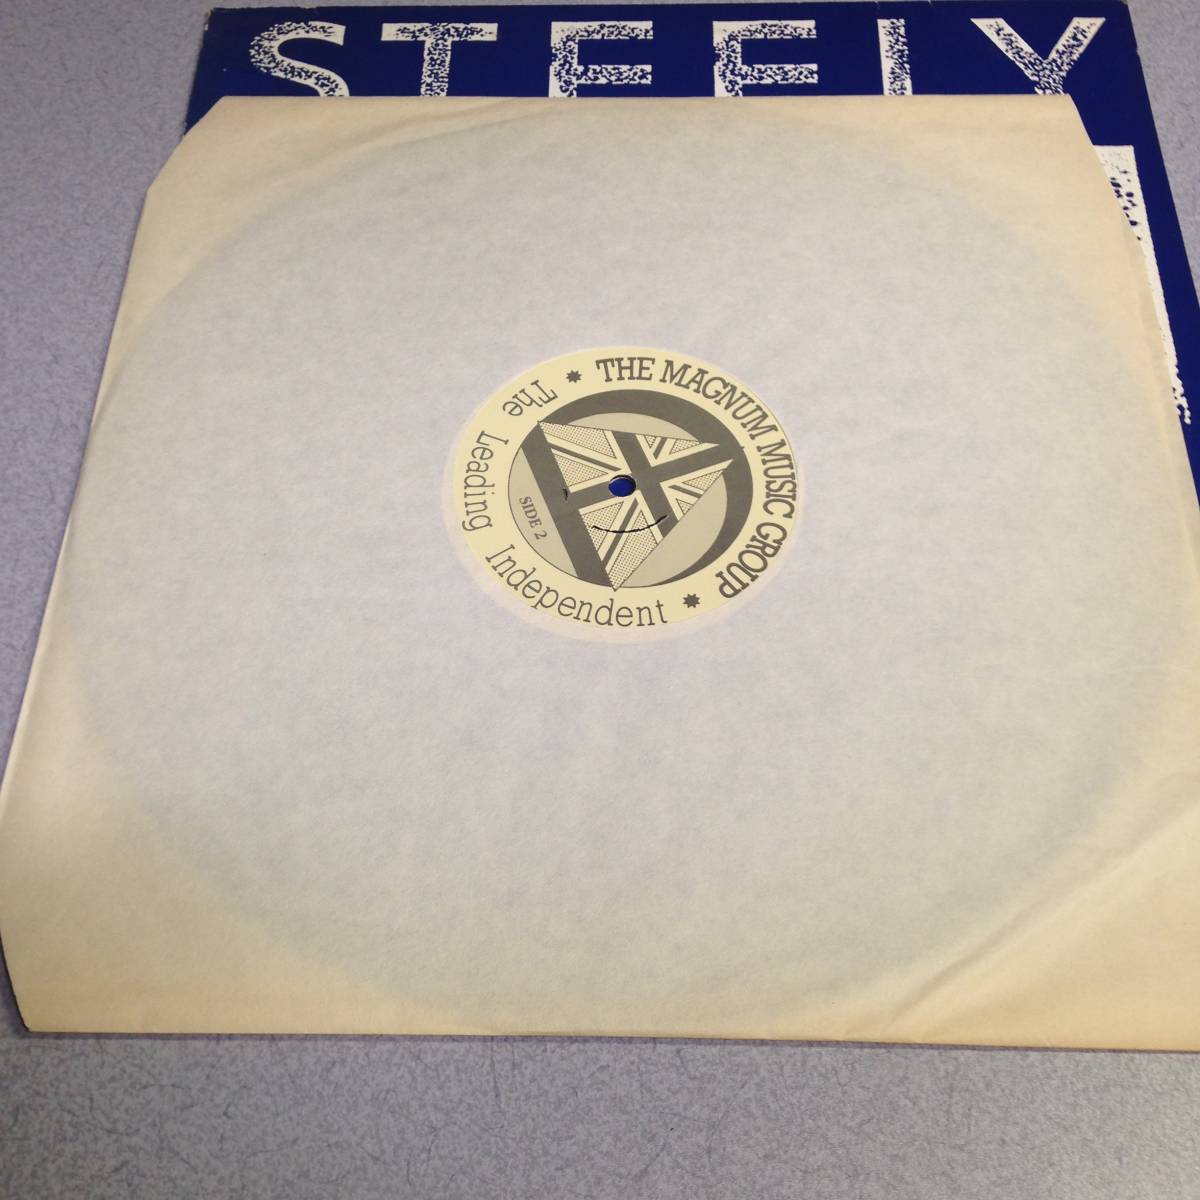 STEELY
THE MAGNUM MUSIC GROUP
The Leading Independent
SIDE 2